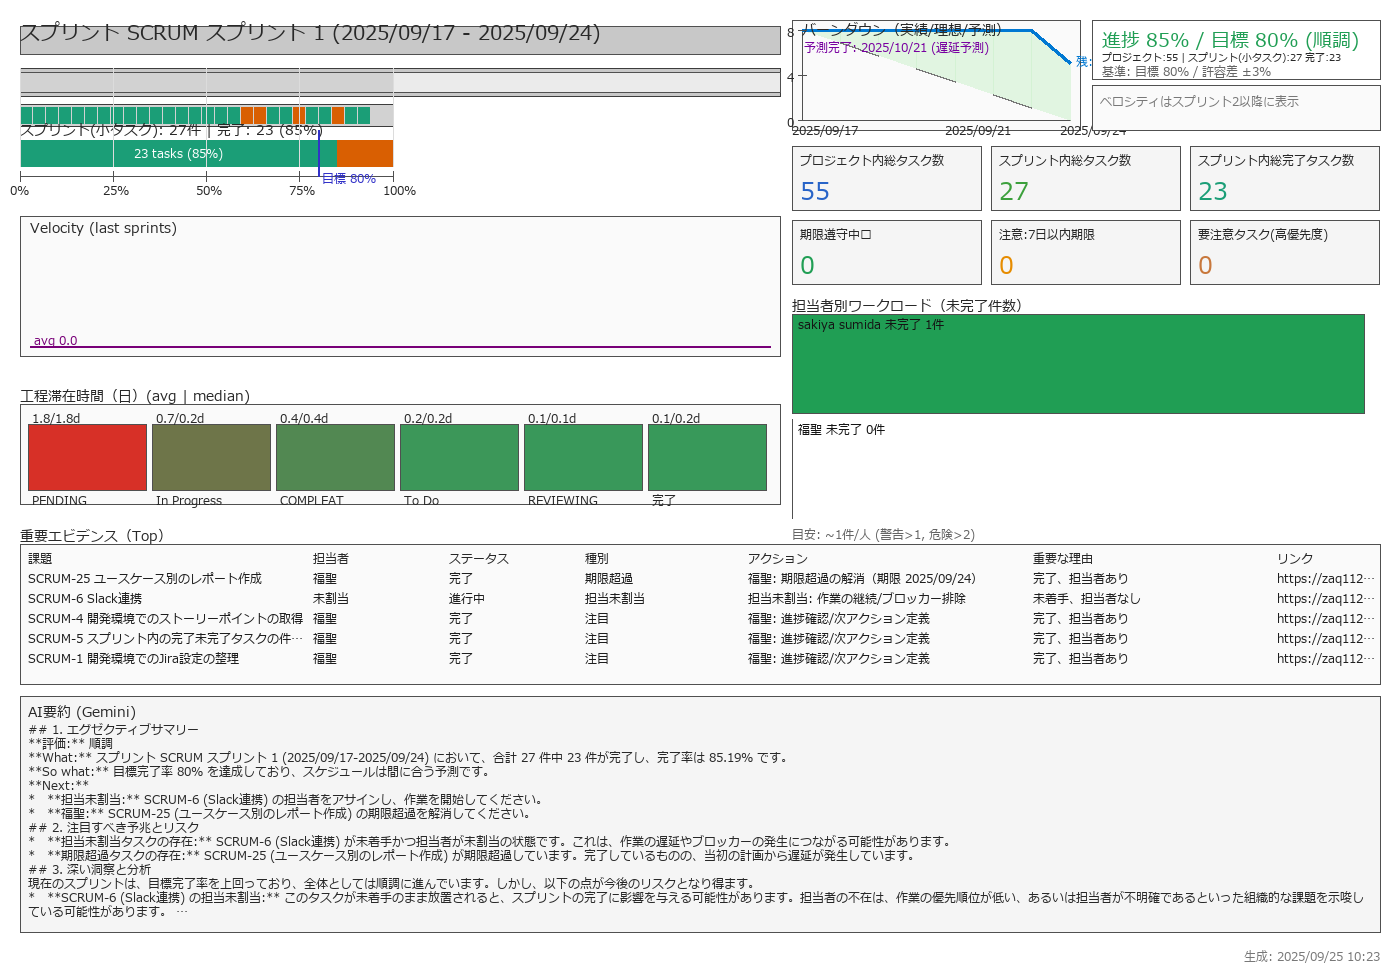 スプリント SCRUM スプリント 1 (2025/09/17 - 2025/09/24)
スプリント(小タスク): 27件 | 完了: 23 (85%)
23 tasks (85%)
目標 80%
0%
25%
50%
75%
100%
バーンダウン（実績/理想/予測）
予測完了: 2025/10/21 (遅延予測)
8
4
0
残:
2025/09/17
2025/09/21
2025/09/24
進捗 85% / 目標 80% (順調)
プロジェクト:55 | スプリント(小タスク):27 完了:23
基準: 目標 80% / 許容差 ±3%
ベロシティはスプリント2以降に表示
プロジェクト内総タスク数
55
スプリント内総タスク数
27
スプリント内総完了タスク数
23
期限遵守中□
0
注意:7日以内期限
0
要注意タスク(高優先度)
0
Velocity (last sprints)
avg 0.0
担当者別ワークロード（未完了件数）
sakiya sumida 未完了 1件
福聖 未完了 0件
目安: ~1件/人 (警告>1, 危険>2)
工程滞在時間（日）(avg | median)
1.8/1.8d
0.7/0.2d
0.4/0.4d
0.2/0.2d
0.1/0.1d
0.1/0.2d
PENDING
In Progress
COMPLEAT
To Do
REVIEWING
完了
重要エビデンス（Top）
課題 担当者 ステータス 種別 アクション 重要な理由 リンク
SCRUM-25 ユースケース別のレポート作成 福聖 完了 期限超過 福聖: 期限超過の解消（期限 2025/09/24） 完了、担当者あり https://zaq112…
SCRUM-6 Slack連携 未割当 進行中 担当未割当 担当未割当: 作業の継続/ブロッカー排除 未着手、担当者なし https://zaq112…
SCRUM-4 開発環境でのストーリーポイントの取得 福聖 完了 注目 福聖: 進捗確認/次アクション定義 完了、担当者あり https://zaq112…
SCRUM-5 スプリント内の完了未完了タスクの件… 福聖 完了 注目 福聖: 進捗確認/次アクション定義 完了、担当者あり https://zaq112…
SCRUM-1 開発環境でのJira設定の整理 福聖 完了 注目 福聖: 進捗確認/次アクション定義 完了、担当者あり https://zaq112…
AI要約 (Gemini)
## 1. エグゼクティブサマリー
**評価:** 順調
**What:** スプリント SCRUM スプリント 1 (2025/09/17-2025/09/24) において、合計 27 件中 23 件が完了し、完了率は 85.19% です。
**So what:** 目標完了率 80% を達成しており、スケジュールは間に合う予測です。
**Next:**
* **担当未割当:** SCRUM-6 (Slack連携) の担当者をアサインし、作業を開始してください。
* **福聖:** SCRUM-25 (ユースケース別のレポート作成) の期限超過を解消してください。
## 2. 注目すべき予兆とリスク
* **担当未割当タスクの存在:** SCRUM-6 (Slack連携) が未着手かつ担当者が未割当の状態です。これは、作業の遅延やブロッカーの発生につながる可能性があります。
* **期限超過タスクの存在:** SCRUM-25 (ユースケース別のレポート作成) が期限超過しています。完了しているものの、当初の計画から遅延が発生しています。
## 3. 深い洞察と分析
現在のスプリントは、目標完了率を上回っており、全体としては順調に進んでいます。しかし、以下の点が今後のリスクとなり得ます。
* **SCRUM-6 (Slack連携) の担当未割当:** このタスクが未着手のまま放置されると、スプリントの完了に影響を与える可能性があります。担当者の不在は、作業の優先順位が低い、あるいは担当者が不明確であるといった組織的な課題を示唆し
ている可能性があります。 …
生成: 2025/09/25 10:23